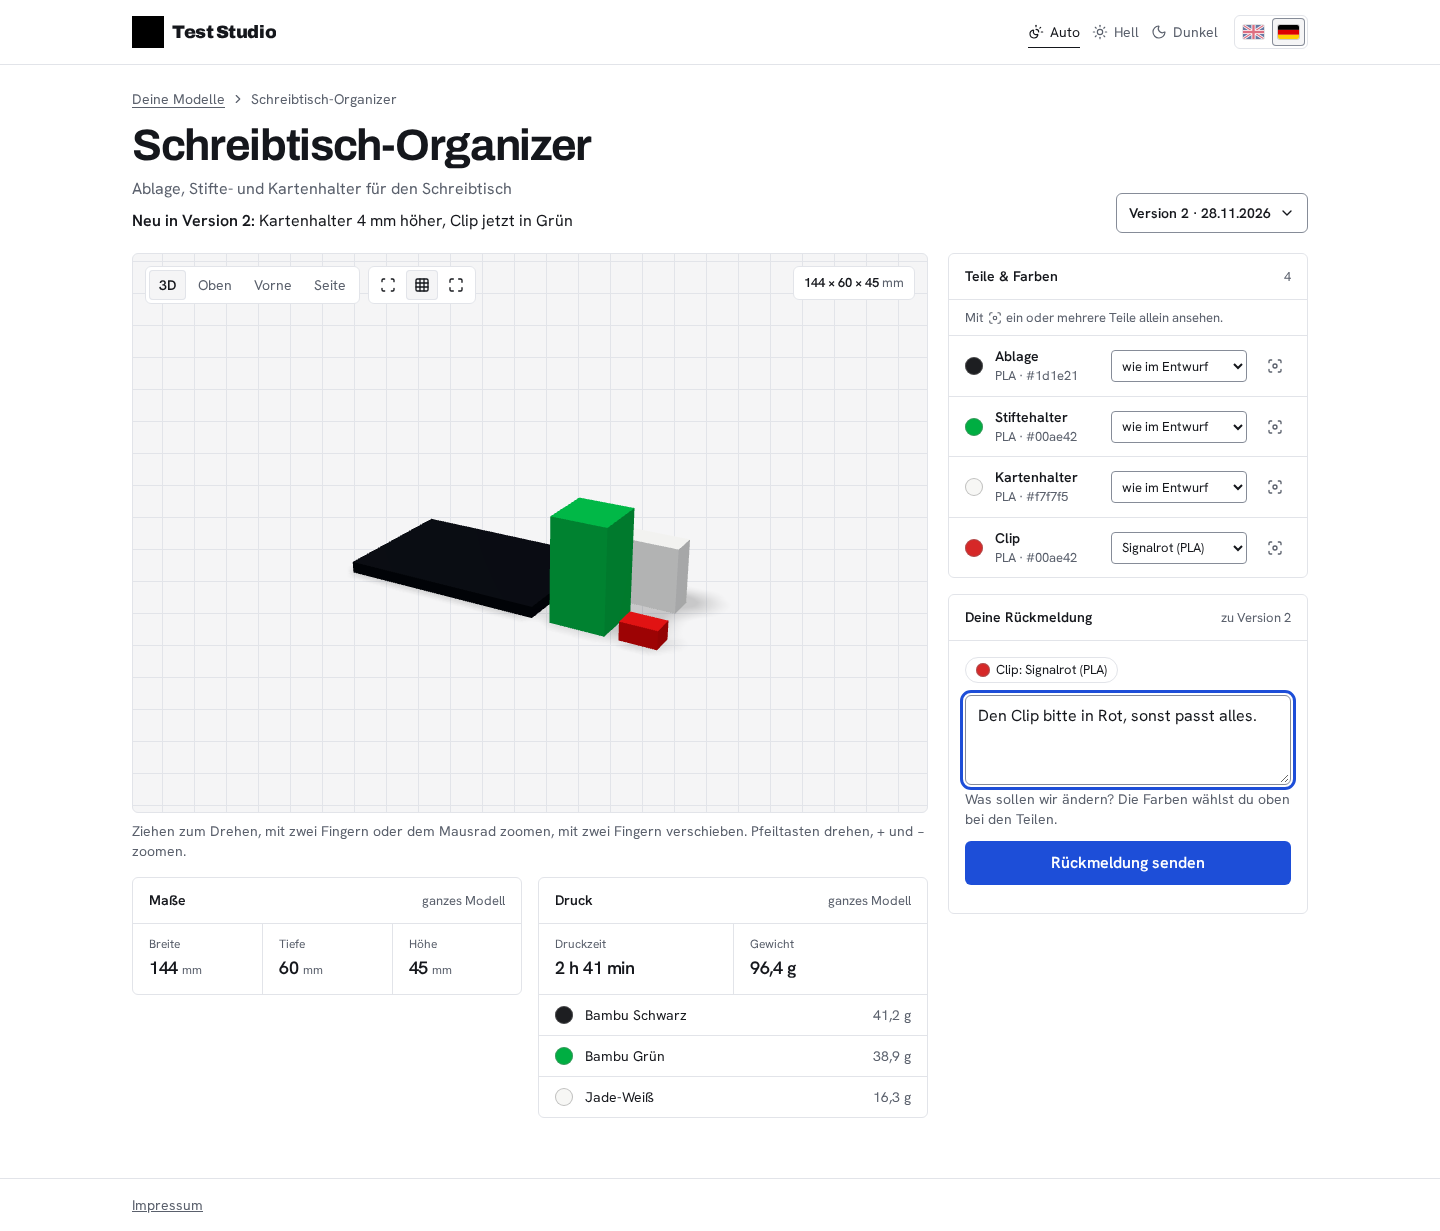 Test Studio
Auto
Hell
Dunkel
Deine Modelle
Schreibtisch-Organizer
Schreibtisch-Organizer
Ablage, Stifte- und Kartenhalter für den Schreibtisch
Neu in Version 2: Kartenhalter 4 mm höher, Clip jetzt in Grün
Version 2 · 28.11.2026
3D
Oben
Vorne
Seite
144 × 60 × 45 mm
Ziehen zum Drehen, mit zwei Fingern oder dem Mausrad zoomen, mit zwei Fingern verschieben. Pfeiltasten drehen, + und −
zoomen.
Maße
ganzes Modell
Breite
144 mm
Tiefe
60 mm
Höhe
45 mm
Druck
ganzes Modell
Druckzeit
2 h 41 min
Gewicht
96,4 g
Bambu Schwarz
41,2 g
Bambu Grün
38,9 g
Jade-Weiß
16,3 g
Teile & Farben
4
Mit ein oder mehrere Teile allein ansehen.
Ablage
PLA · #1d1e21
wie im Entwurf
Stiftehalter
PLA · #00ae42
wie im Entwurf
Kartenhalter
PLA · #f7f7f5
wie im Entwurf
Clip
PLA · #00ae42
Signalrot (PLA)
Deine Rückmeldung
zu Version 2
Clip: Signalrot (PLA)
Den Clip bitte in Rot, sonst passt alles.
Was sollen wir ändern? Die Farben wählst du oben
bei den Teilen.
Rückmeldung senden
Impressum